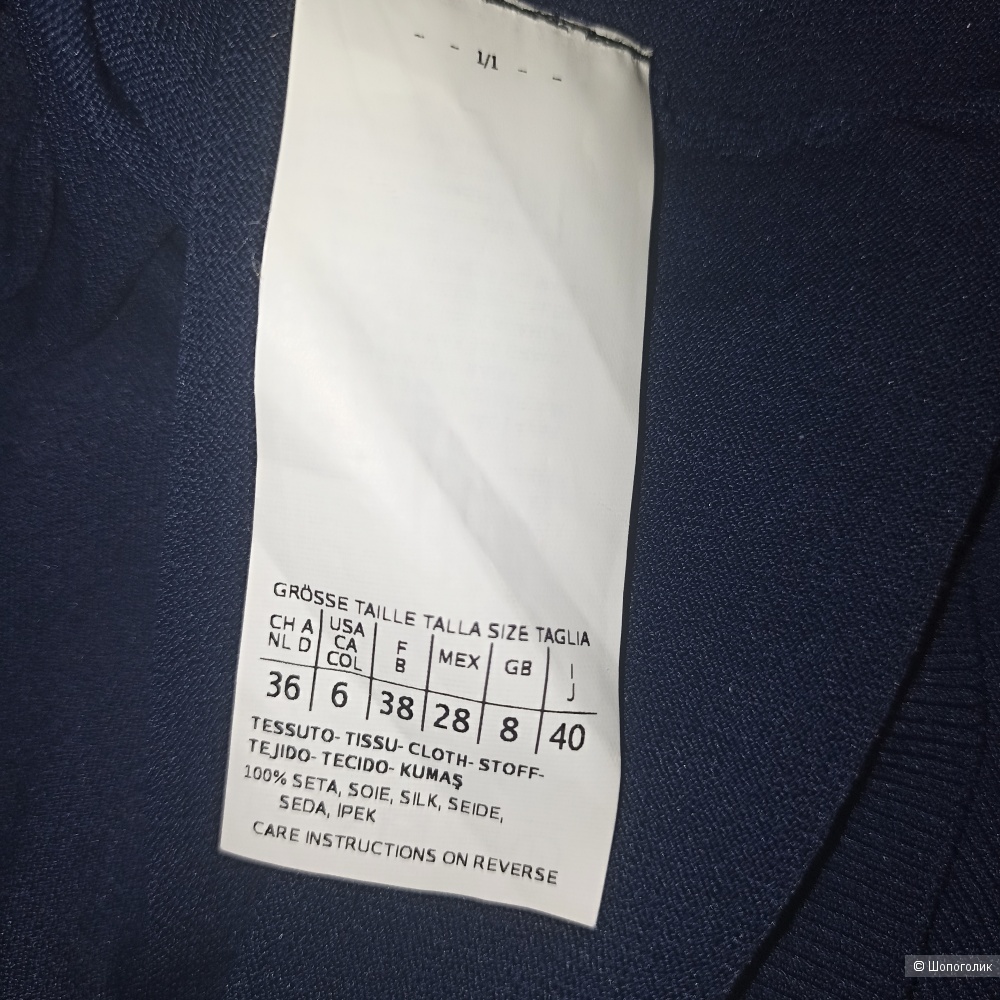 - - 1/1 - -
GRÖSSE TAILLE TALLA SIZE TAGLIA
CH A NL D | USA CA COL | F B | MEX | GB | I J
36 | 6 | 38 | 28 | 8 | 40
TESSUTO- TISSU- CLOTH- STOFF-
TEJIDO- TECIDO- KUMAŞ
100% SETA, SOIE, SILK, SEIDE,
SEDA, IPEK
CARE INSTRUCTIONS ON REVERSE
© Шопоголик